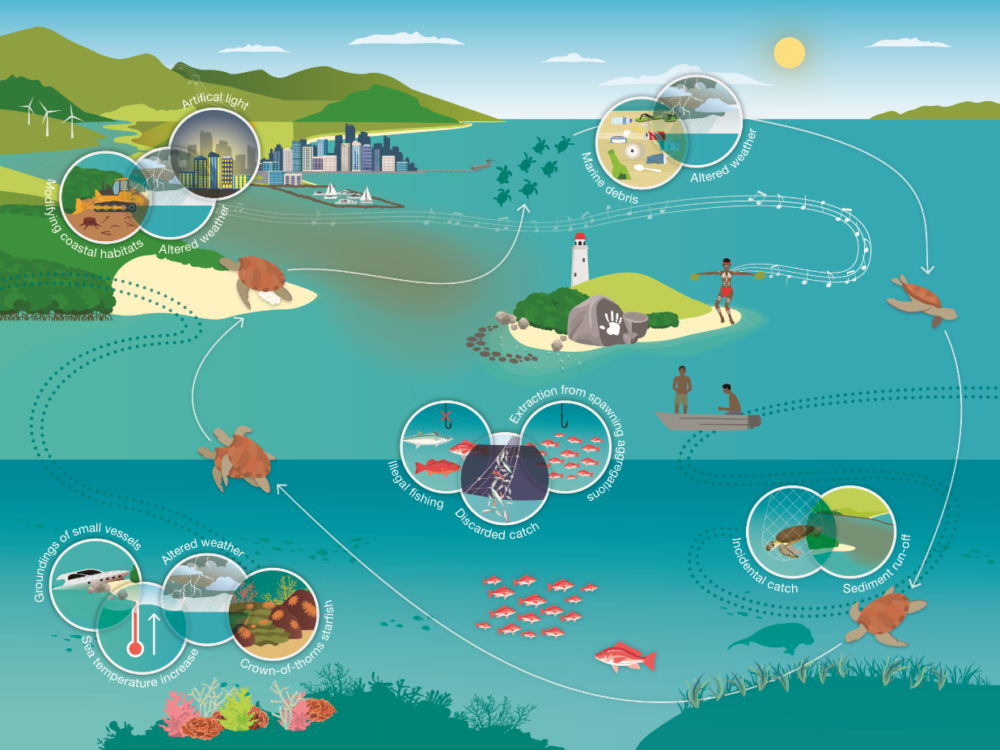 Artifical light
Modifying coastal habitats
Altered weather
Marine debris
Altered weather
Extraction from spawning aggregations
Illegal fishing
Discarded catch
Incidental catch
Sediment run-off
Groundings of small vessels
Altered weather
Sea temperature increase
Crown-of-thorns starfish